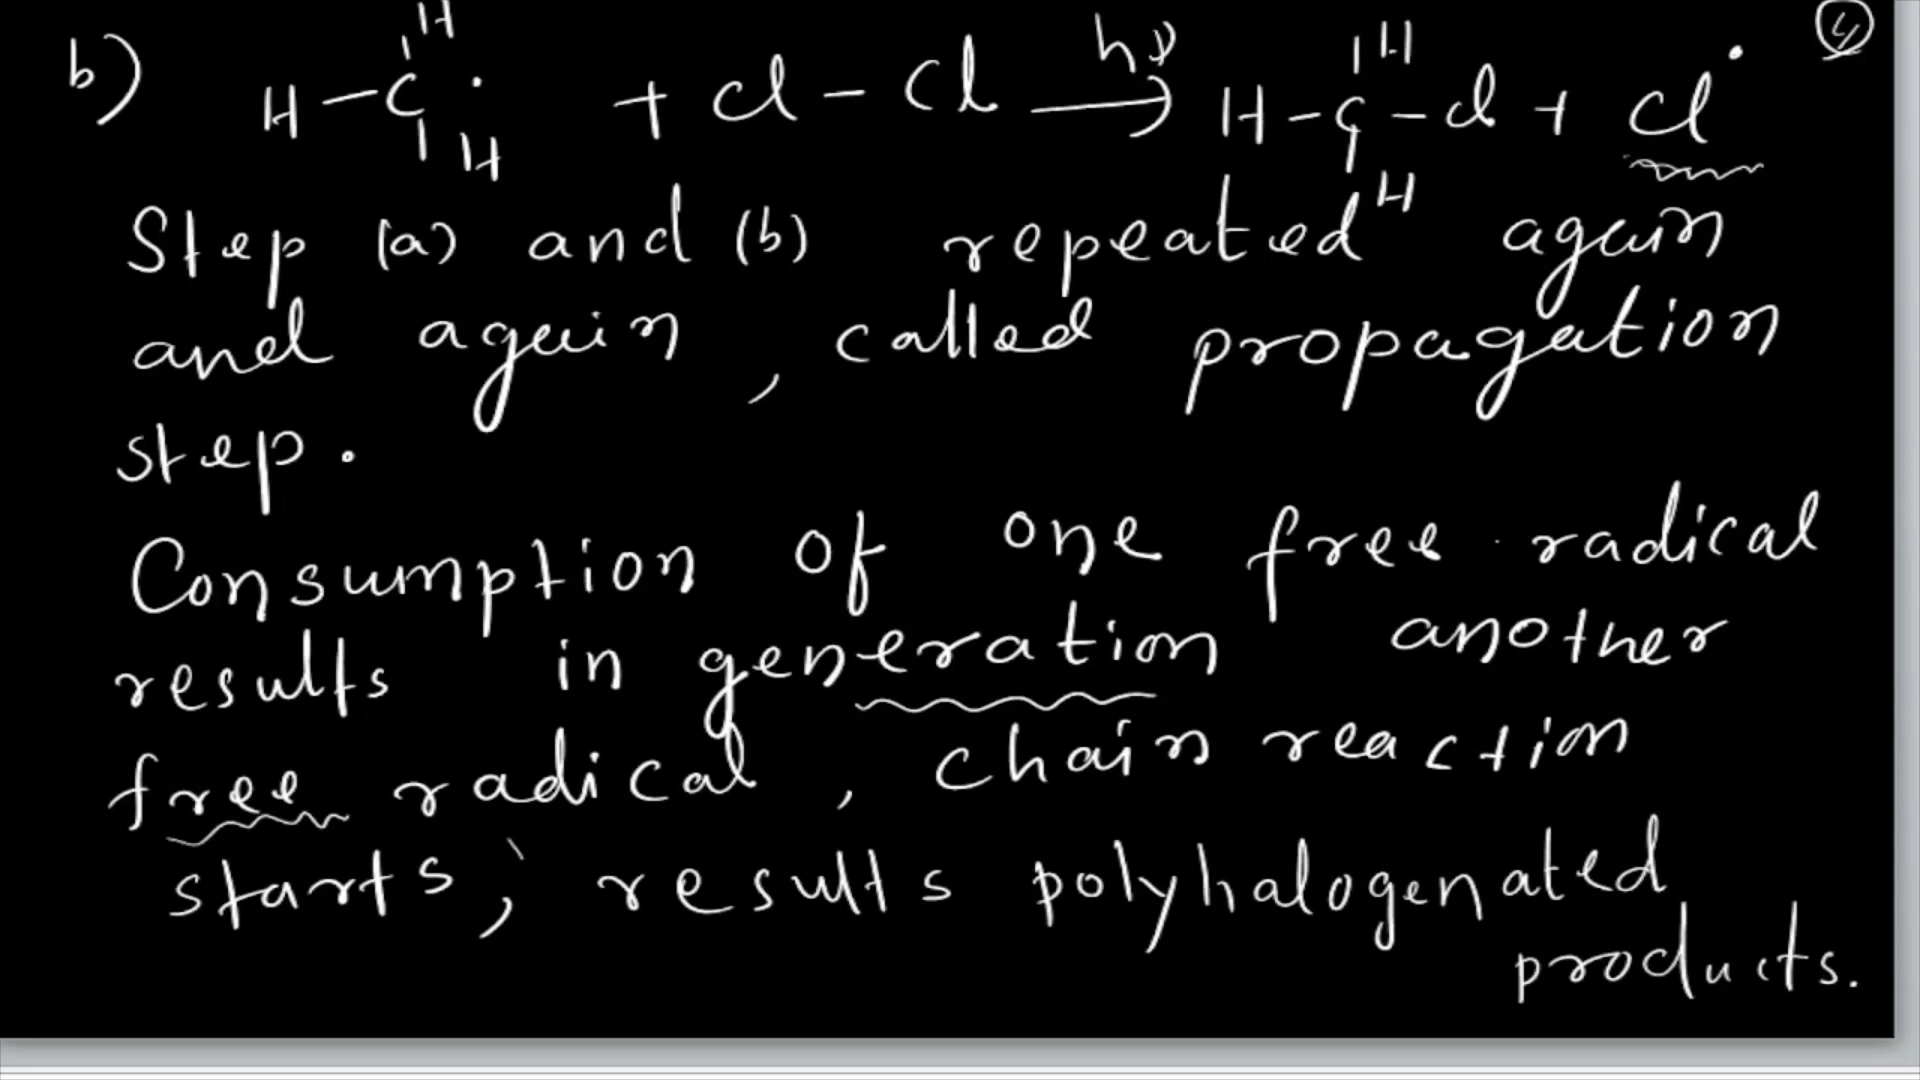 4
b) H-C(H)(H)· + Cl-Cl hν→ H-C(H)(H)-Cl + Cl·
Step (a) and (b) repeated again
and again, called propagation
step.
Consumption of one free radical
results in generation another
free radical, chain reaction
starts, results polyhalogenated
products.